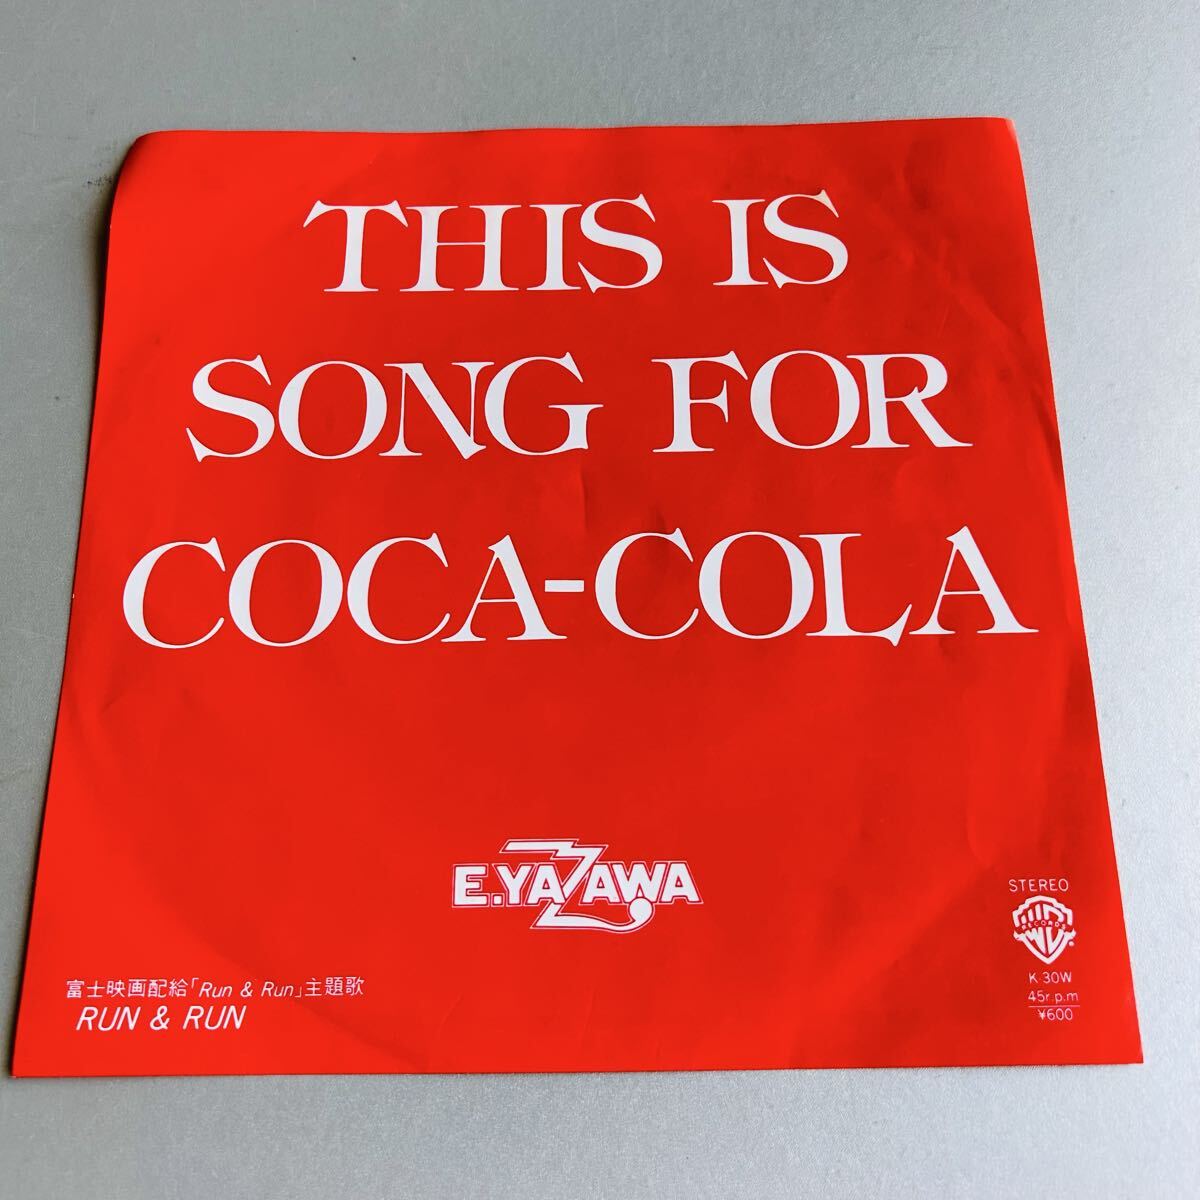 THIS IS
SONG FOR
COCA-COLA
E.YAZAWA
STEREO
RECORDS
K-30W
45r.p.m
¥600
富士映画配給「Run & Run」主題歌
RUN & RUN